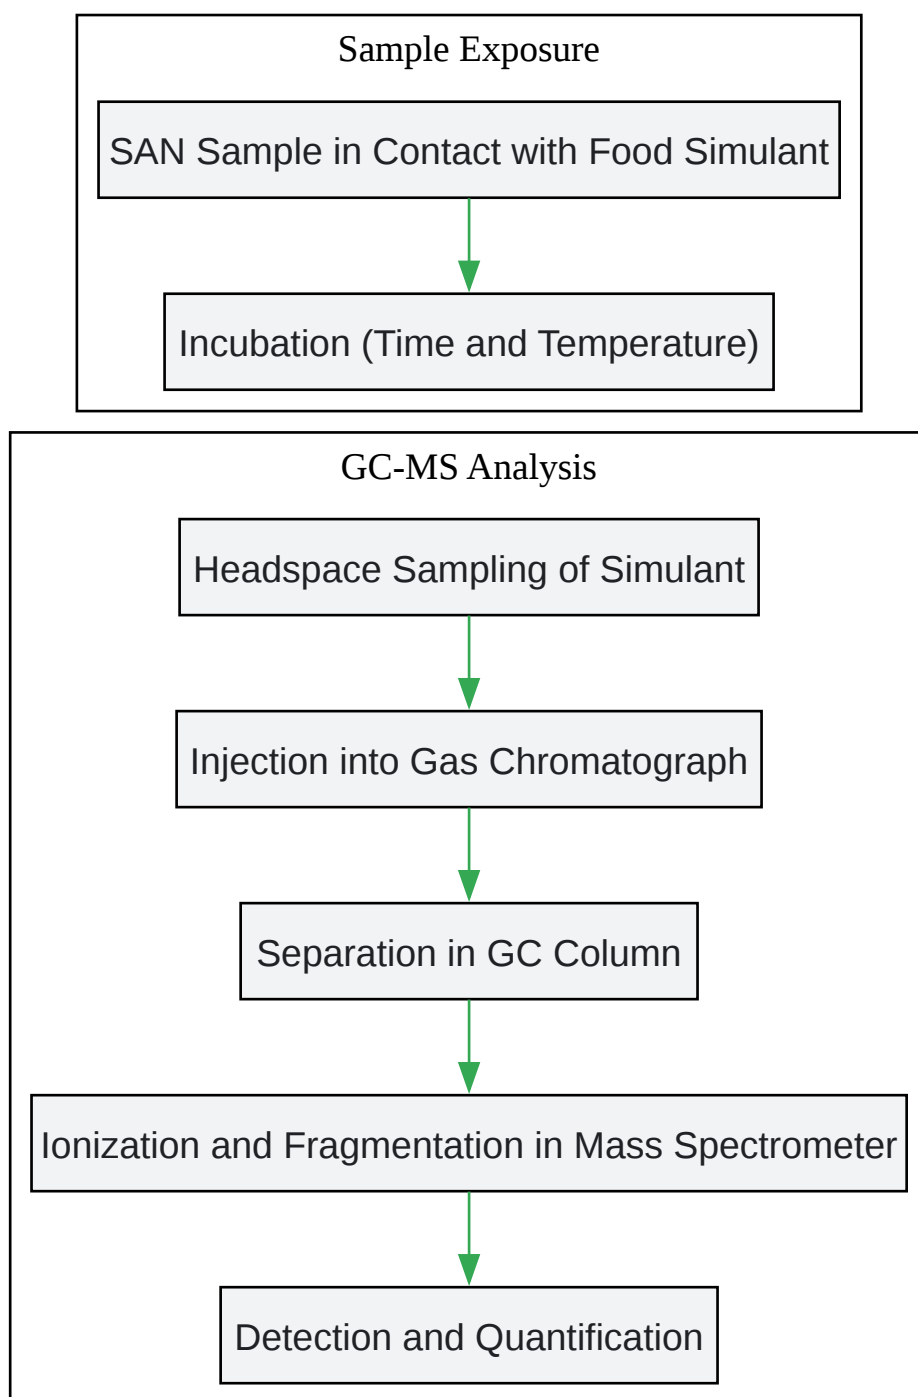 Sample Exposure
SAN Sample in Contact with Food Simulant
Incubation (Time and Temperature)
GC-MS Analysis
Headspace Sampling of Simulant
Injection into Gas Chromatograph
Separation in GC Column
Ionization and Fragmentation in Mass Spectrometer
Detection and Quantification